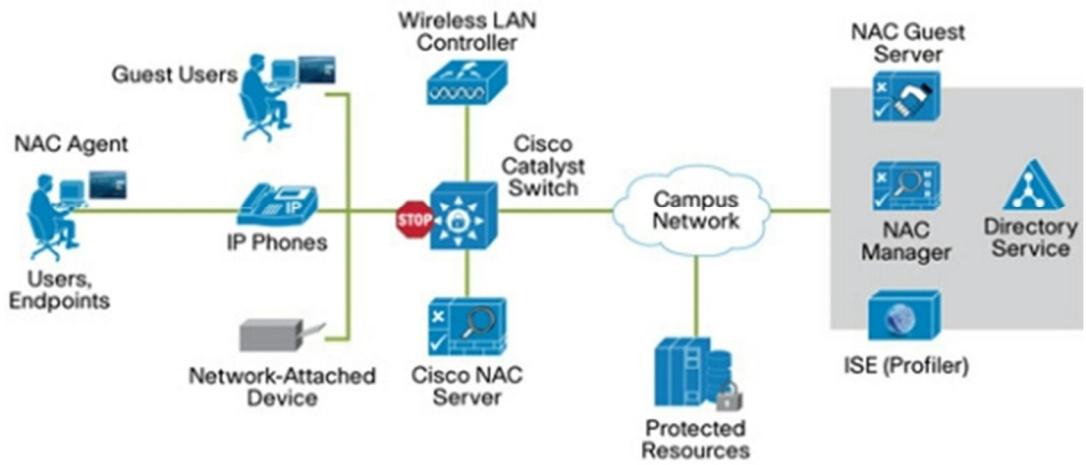 Wireless LAN
Controller
NAC Guest
Server
Guest Users
NAC Agent
Cisco
Catalyst
Switch
STOP
IP
IP Phones
Campus
Network
MGR
NAC
Manager
Directory
Service
Users,
Endpoints
Network-Attached
Device
Cisco NAC
Server
ISE (Profiler)
Protected
Resources